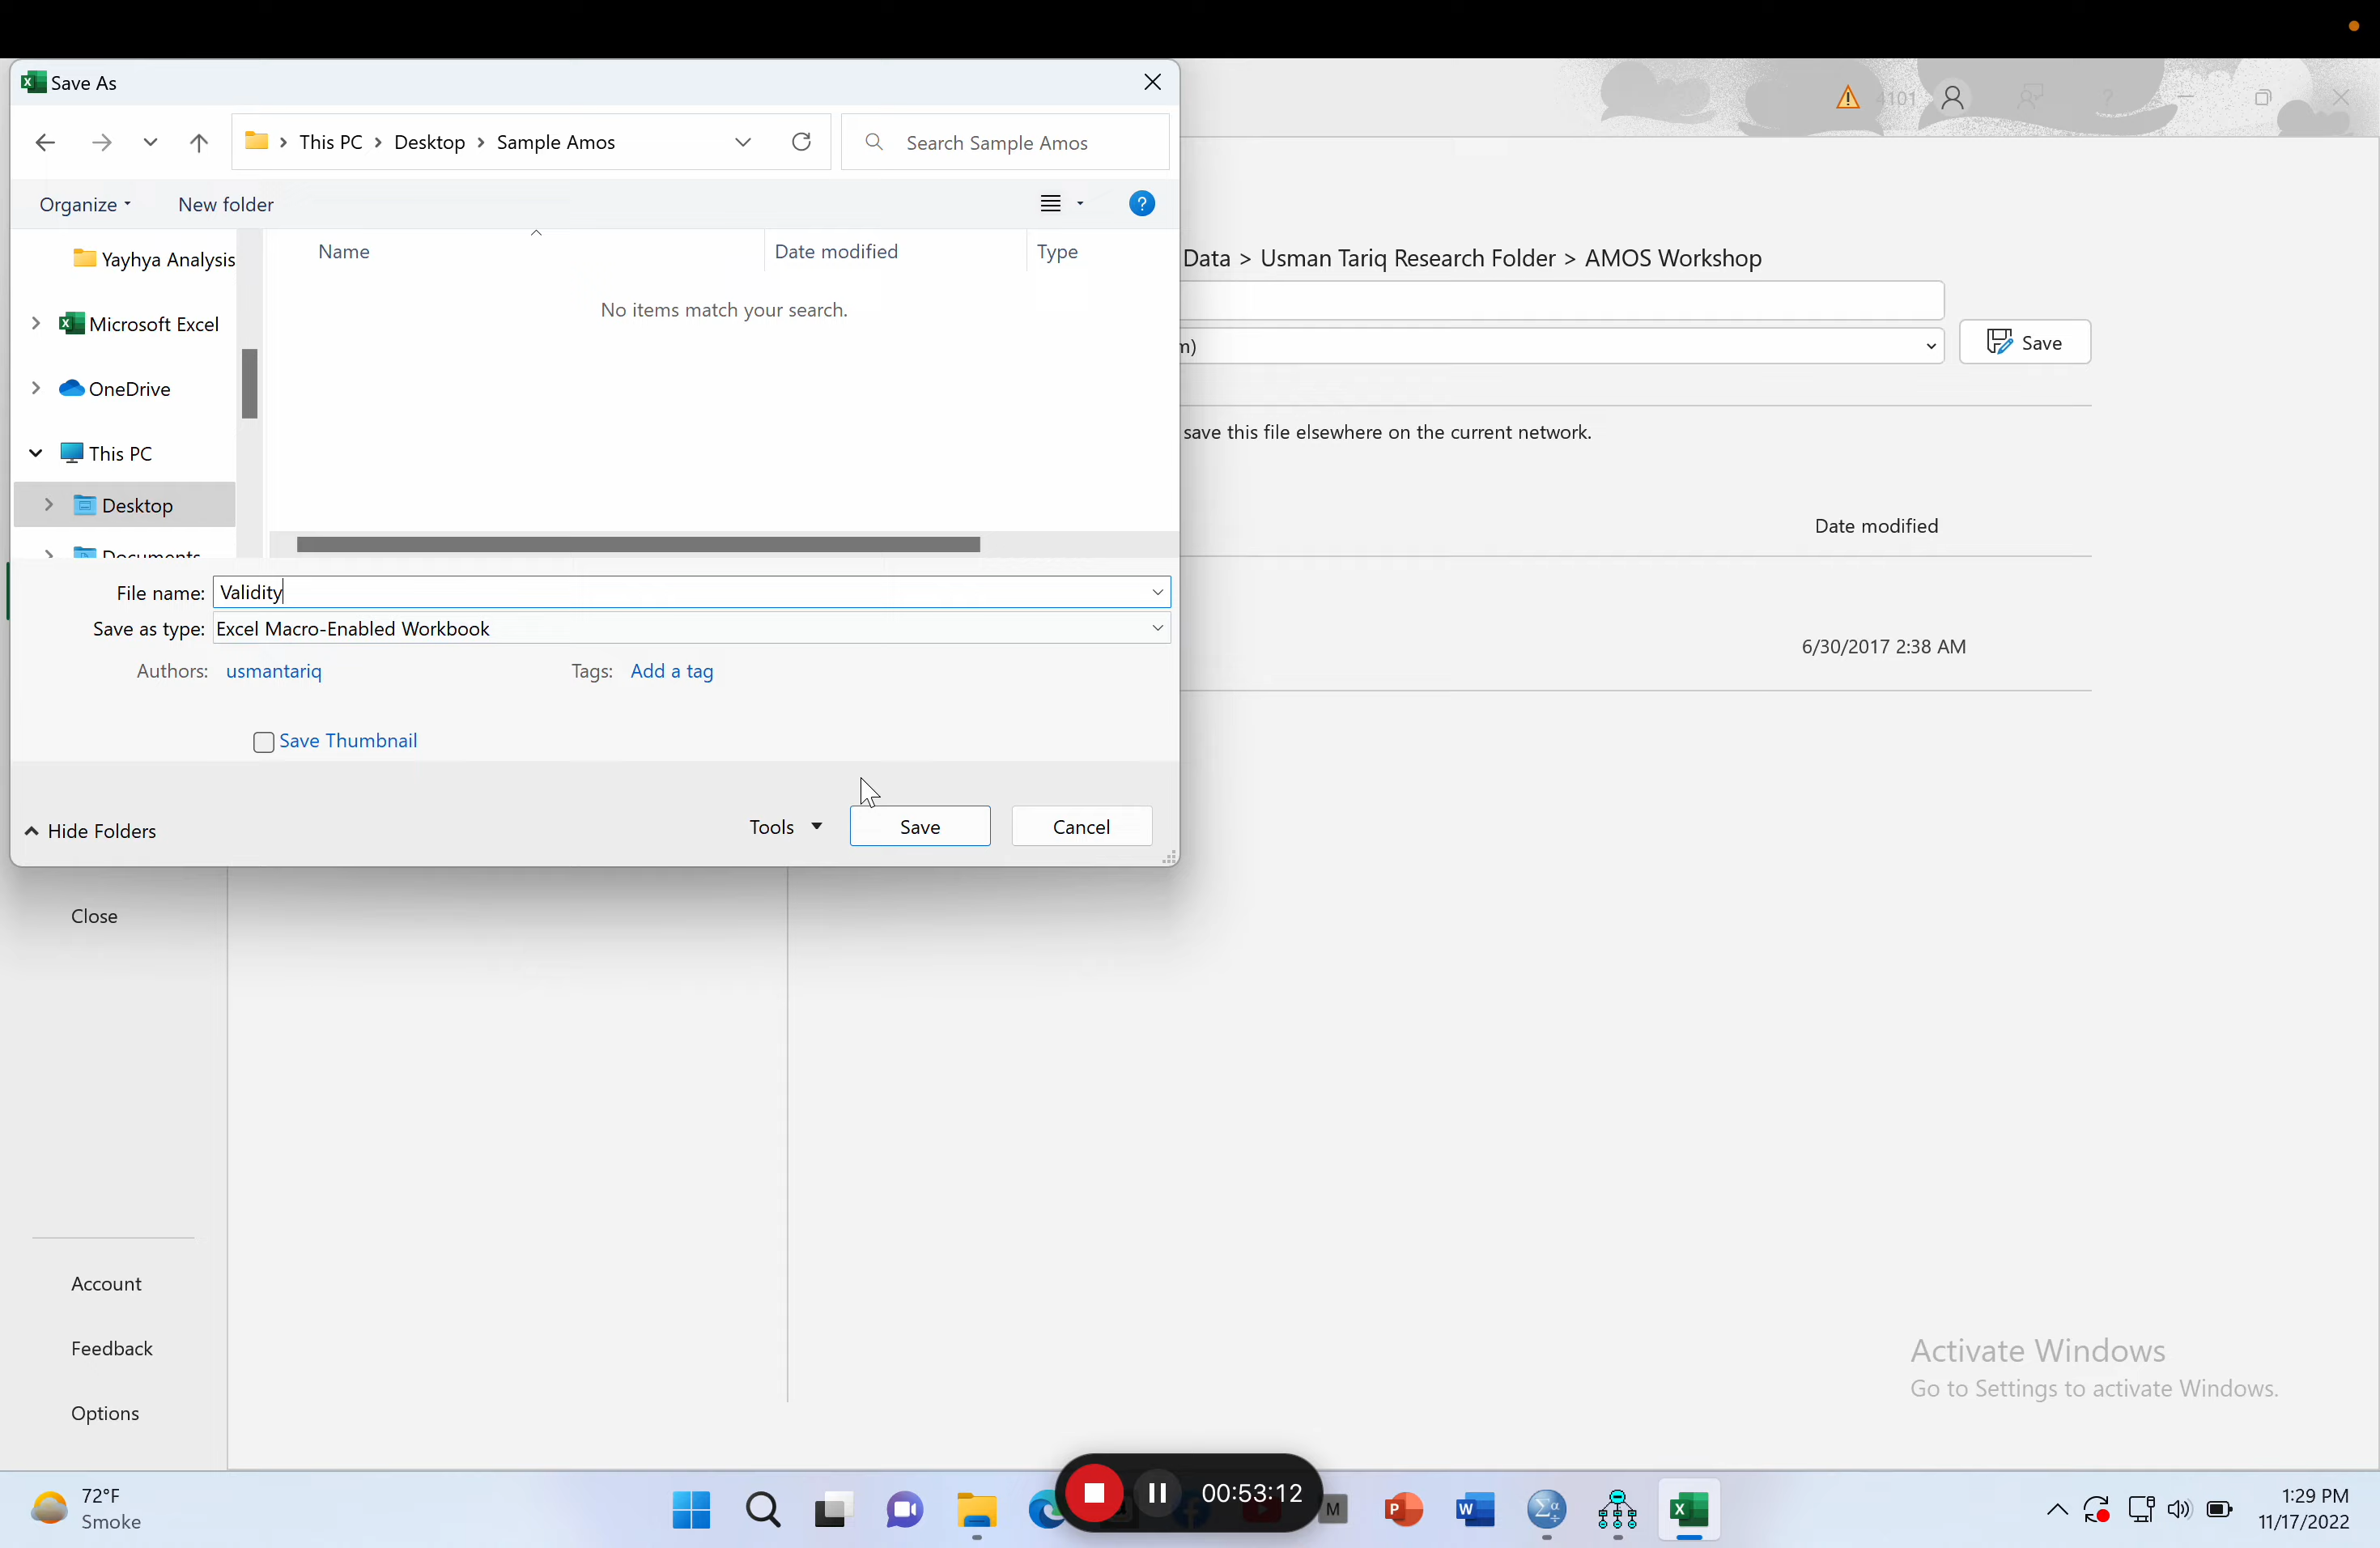 Save As
4101
This PC > Desktop > Sample Amos
Search Sample Amos
Organize
New folder
Name
Date modified
Type
Yayhya Analysis
No items match your search.
Microsoft Excel
OneDrive
This PC
Desktop
Documents
Data > Usman Tariq Research Folder > AMOS Workshop
m)
Save
save this file elsewhere on the current network.
Date modified
6/30/2017 2:38 AM
File name: Validity
Save as type: Excel Macro-Enabled Workbook
Authors: usmantariq
Tags: Add a tag
Save Thumbnail
Hide Folders
Tools
Save
Cancel
Close
Account
Feedback
Options
Activate Windows
Go to Settings to activate Windows.
72°F
Smoke
00:53:12
M
P
W
Σα
X
1:29 PM
11/17/2022